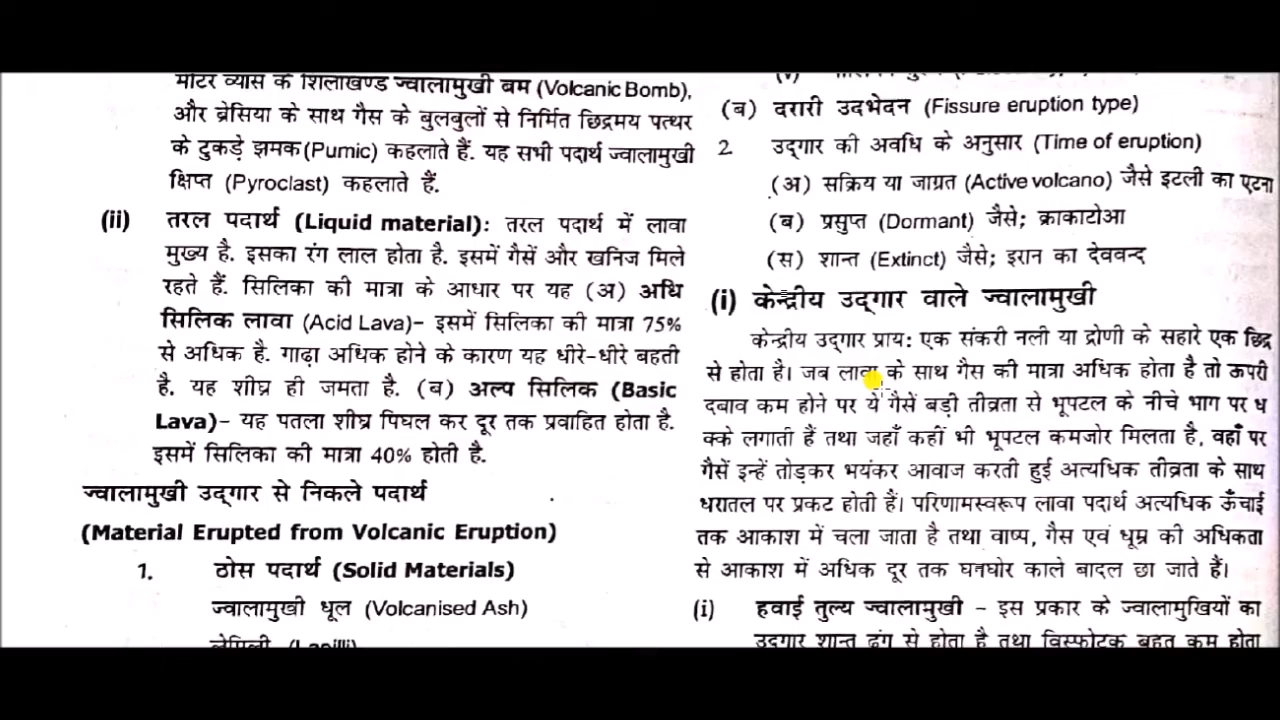 मीटर व्यास के शिलाखण्ड ज्वालामुखी बम (Volcanic Bomb),
और ब्रेसिया के साथ गैस के बुलबुलों से निर्मित छिद्रमय पत्थर
के टुकड़े झमक (Pumic) कहलाते हैं. यह सभी पदार्थ ज्वालामुखी
क्षिप्त (Pyroclast) कहलाते हैं.
(ii) तरल पदार्थ (Liquid material): तरल पदार्थ में लावा
मुख्य है. इसका रंग लाल होता है. इसमें गैसें और खनिज मिले
रहते हैं. सिलिका की मात्रा के आधार पर यह (अ) अधि
सिलिक लावा (Acid Lava)- इसमें सिलिका की मात्रा 75%
से अधिक है. गाढ़ा अधिक होने के कारण यह धीरे-धीरे बहती
है. यह शीघ्र ही जमता है. (ब) अल्प सिलिक (Basic
Lava)- यह पतला शीघ्र पिघल कर दूर तक प्रवाहित होता है.
इसमें सिलिका की मात्रा 40% होती है.
ज्वालामुखी उद्‌गार से निकले पदार्थ
(Material Erupted from Volcanic Eruption)
1. ठोस पदार्थ (Solid Materials)
ज्वालामुखी धूल (Volcanised Ash)
लेपिली (Lapilli)
(ब) दरारी उदभेदन (Fissure eruption type)
2 उद्‌गार की अवधि के अनुसार (Time of eruption)
(अ) सक्रिय या जाग्रत (Active volcano) जैसे इटली का एटना
(ब) प्रसुप्त (Dormant) जैसे; क्राकाटोआ
(स) शान्त (Extinct) जैसे; इरान का देववन्द
(i) केन्द्रीय उद्‌गार वाले ज्वालामुखी
केन्द्रीय उद्‌गार प्राय: एक संकरी नली या द्रोणी के सहारे एक छिद्र
से होता है। जब लावा के साथ गैस की मात्रा अधिक होता है तो ऊपरी
दबाव कम होने पर ये गैसें बड़ी तीव्रता से भूपटल के नीचे भाग पर ध
क्के लगाती हैं तथा जहाँ कहीं भी भूपटल कमजोर मिलता है, वहाँ पर
गैसें इन्हें तोड़कर भयंकर आवाज करती हुई अत्यधिक तीव्रता के साथ
धरातल पर प्रकट होती हैं। परिणामस्वरूप लावा पदार्थ अत्यधिक ऊँचाई
तक आकाश में चला जाता है तथा वाष्प, गैस एवं धूम्र की अधिकता
से आकाश में अधिक दूर तक घनघोर काले बादल छा जाते हैं।
(i) हवाई तुल्य ज्वालामुखी - इस प्रकार के ज्वालामुखियों का
उदगार शान्त ढंग से होता है तथा विस्फोटक बहुत कम होता